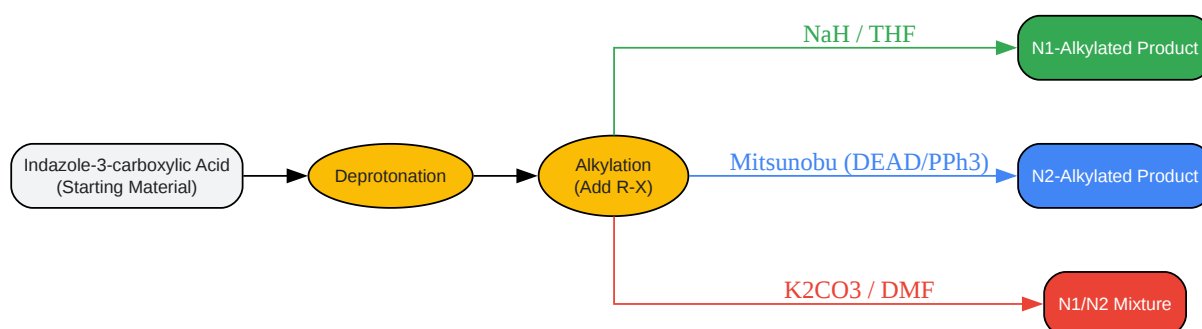 Indazole-3-carboxylic Acid
(Starting Material)
Deprotonation
Alkylation
(Add R-X)
NaH / THF
N1-Alkylated Product
Mitsunobu (DEAD/PPh3)
N2-Alkylated Product
K2CO3 / DMF
N1/N2 Mixture